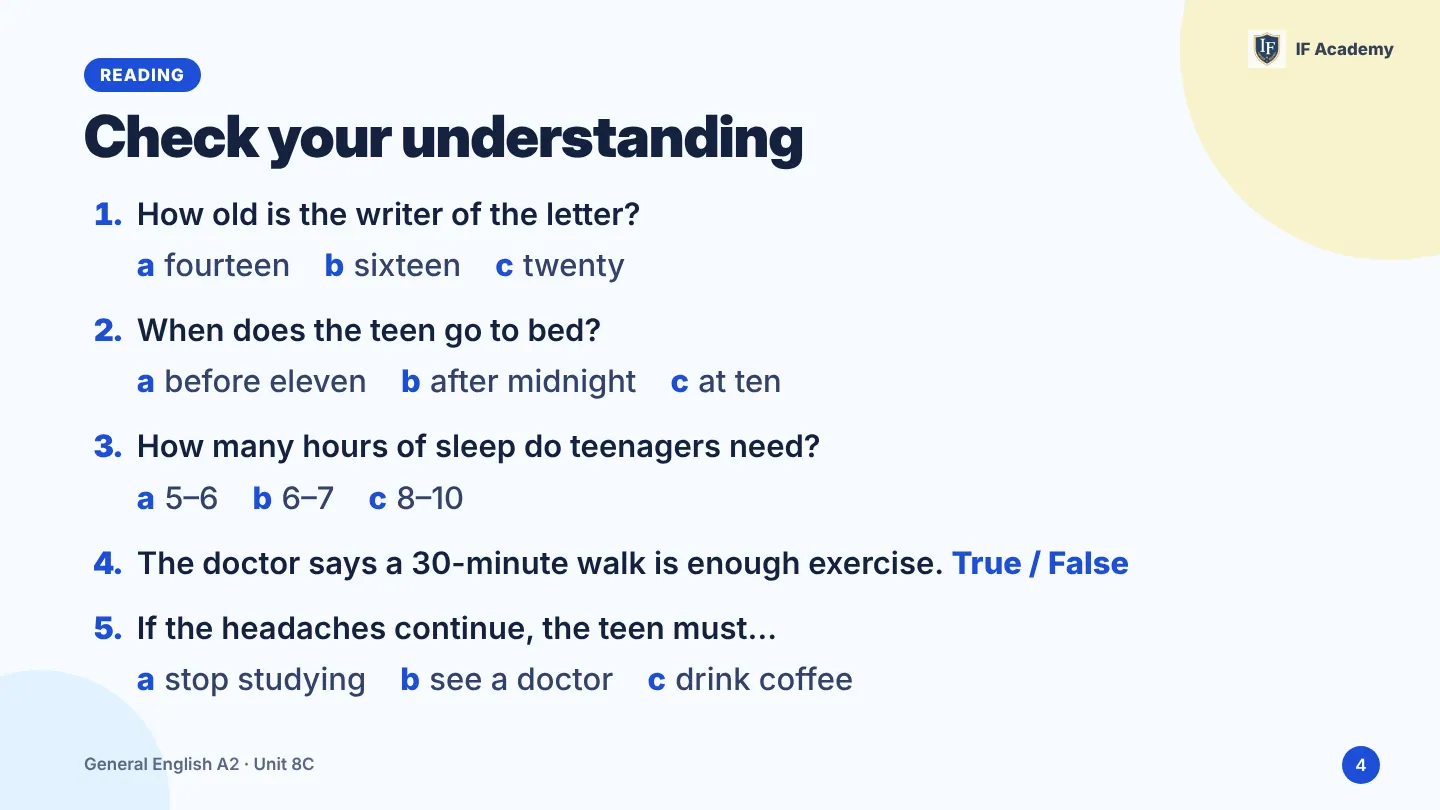 IF IF Academy
READING
Check your understanding
1. How old is the writer of the letter?
a fourteen b sixteen c twenty
2. When does the teen go to bed?
a before eleven b after midnight c at ten
3. How many hours of sleep do teenagers need?
a 5–6 b 6–7 c 8–10
4. The doctor says a 30-minute walk is enough exercise. True / False
5. If the headaches continue, the teen must...
a stop studying b see a doctor c drink coffee
General English A2 · Unit 8C
4